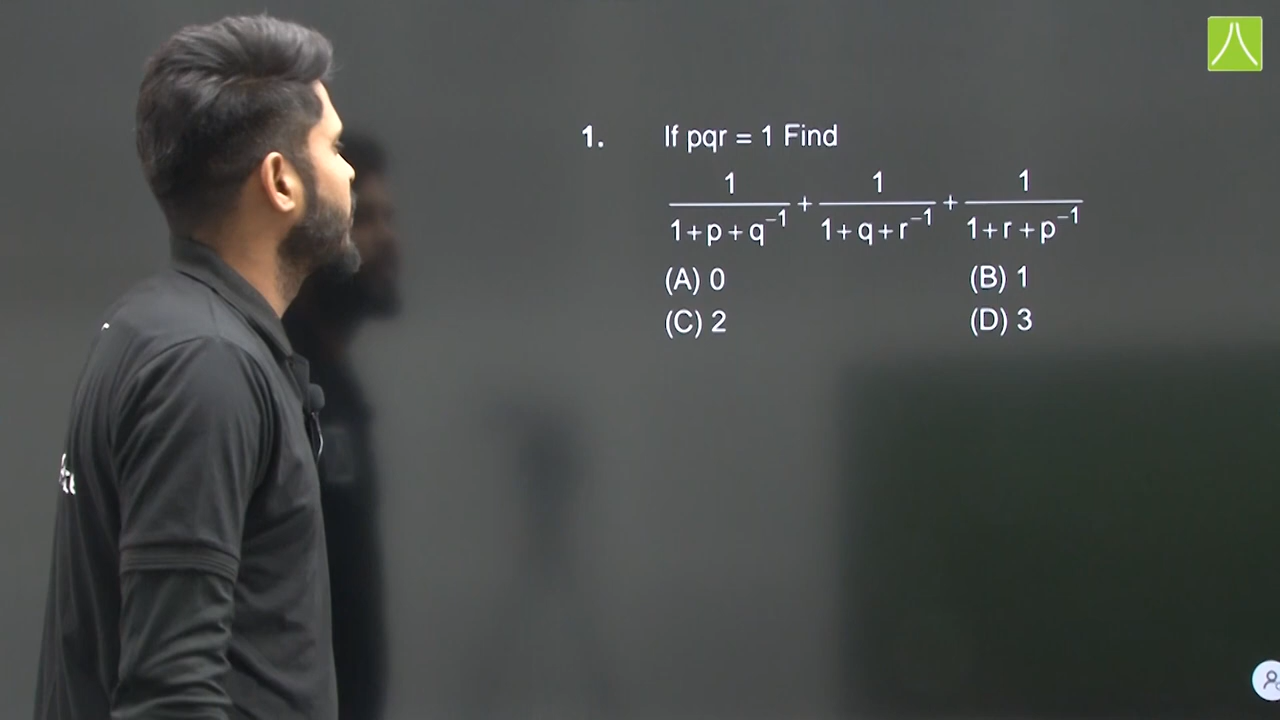 1. If pqr = 1 Find
1/(1+p+q⁻¹) + 1/(1+q+r⁻¹) + 1/(1+r+p⁻¹)
(A) 0 (B) 1
(C) 2 (D) 3